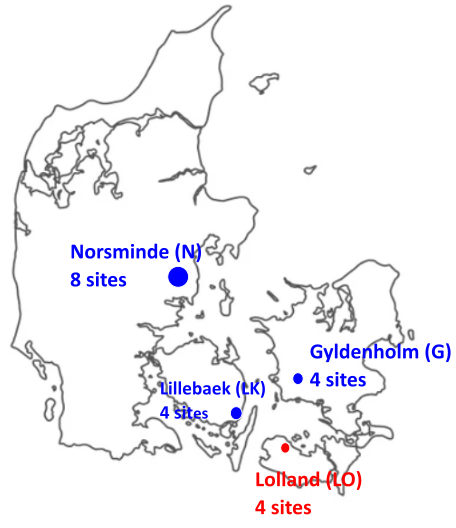 Norsminde (N)
8 sites
Gyldenholm (G)
4 sites
Lillebaek (LK)
4 sites
Lolland (LO)
4 sites